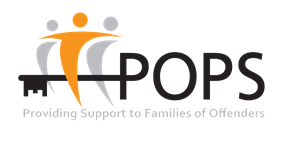 POPS
Providing Support to Families of Offenders